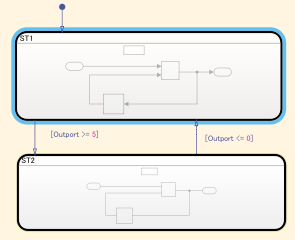 ST1
[Outport >= 5]
[Outport <= 0]
ST2